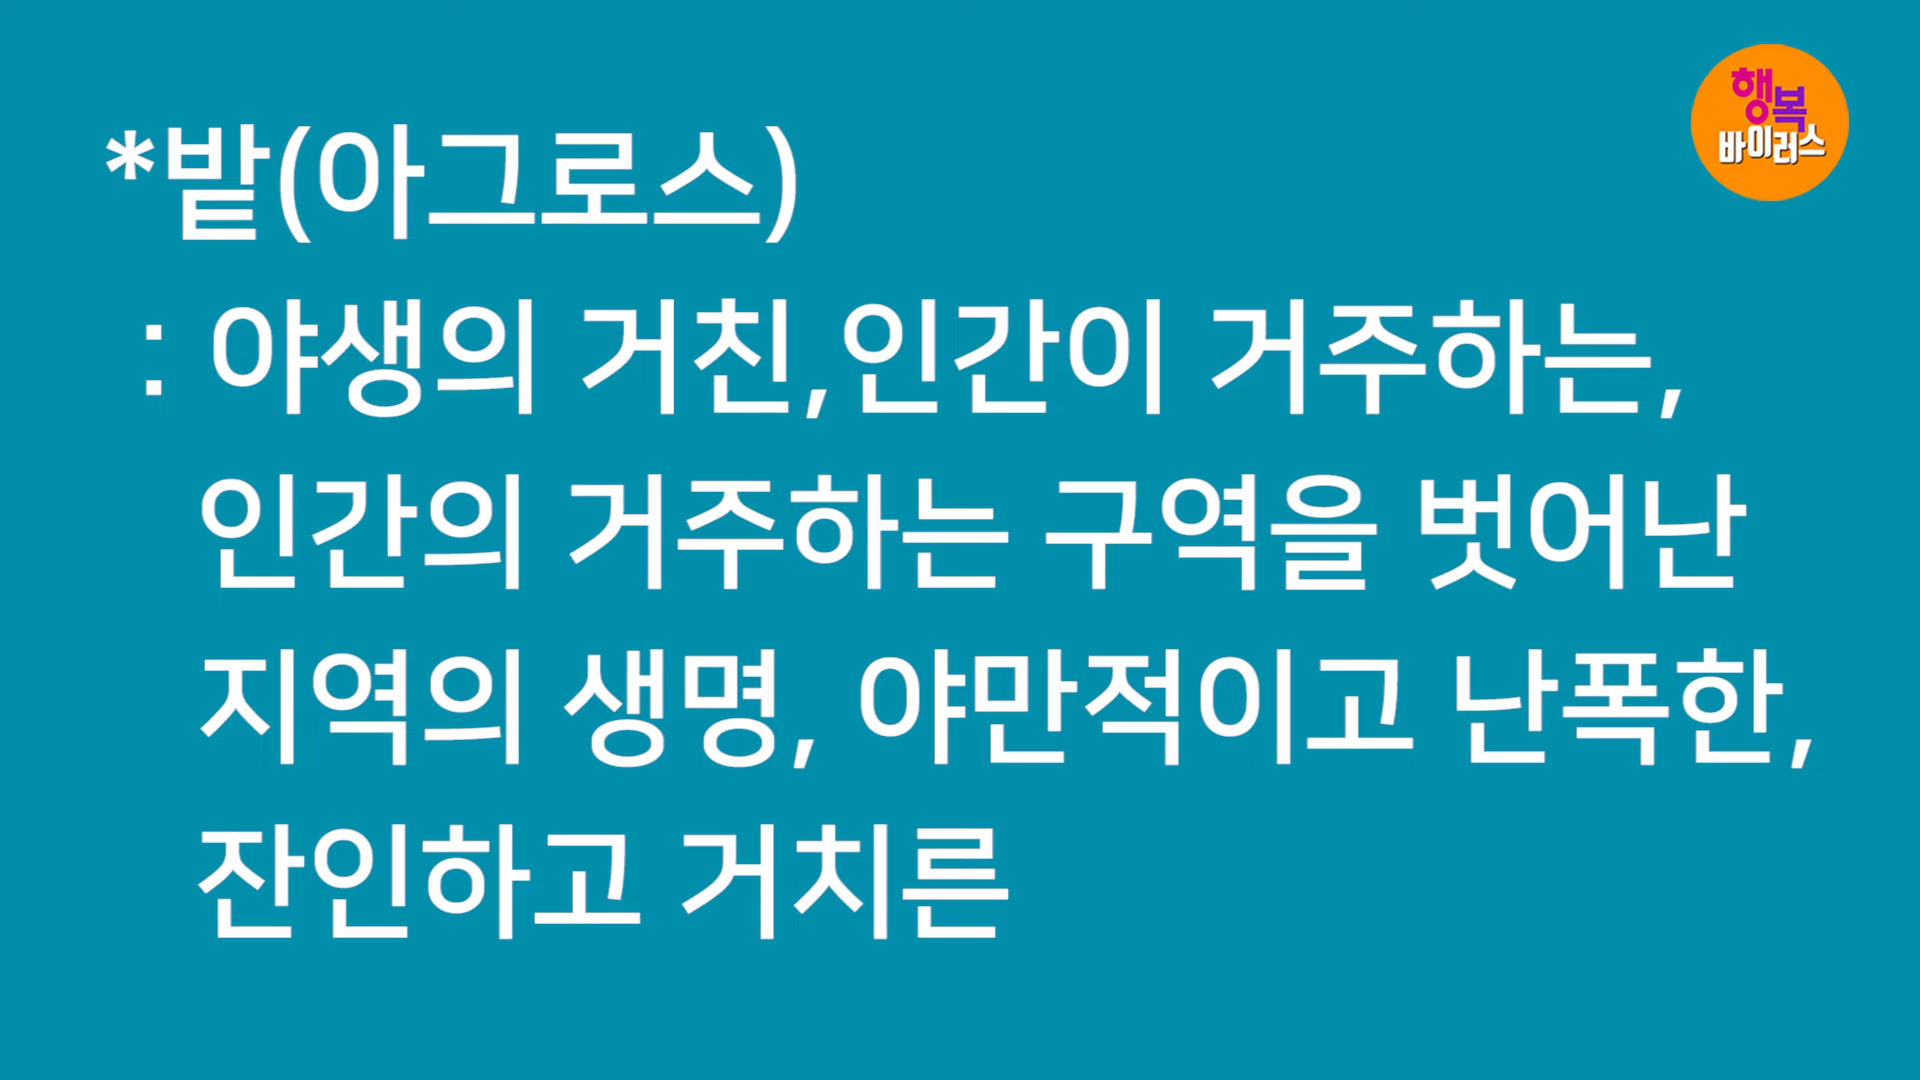 행복
바이러스
*밭(아그로스)
: 야생의 거친,인간이 거주하는,
인간의 거주하는 구역을 벗어난
지역의 생명, 야만적이고 난폭한,
잔인하고 거치른